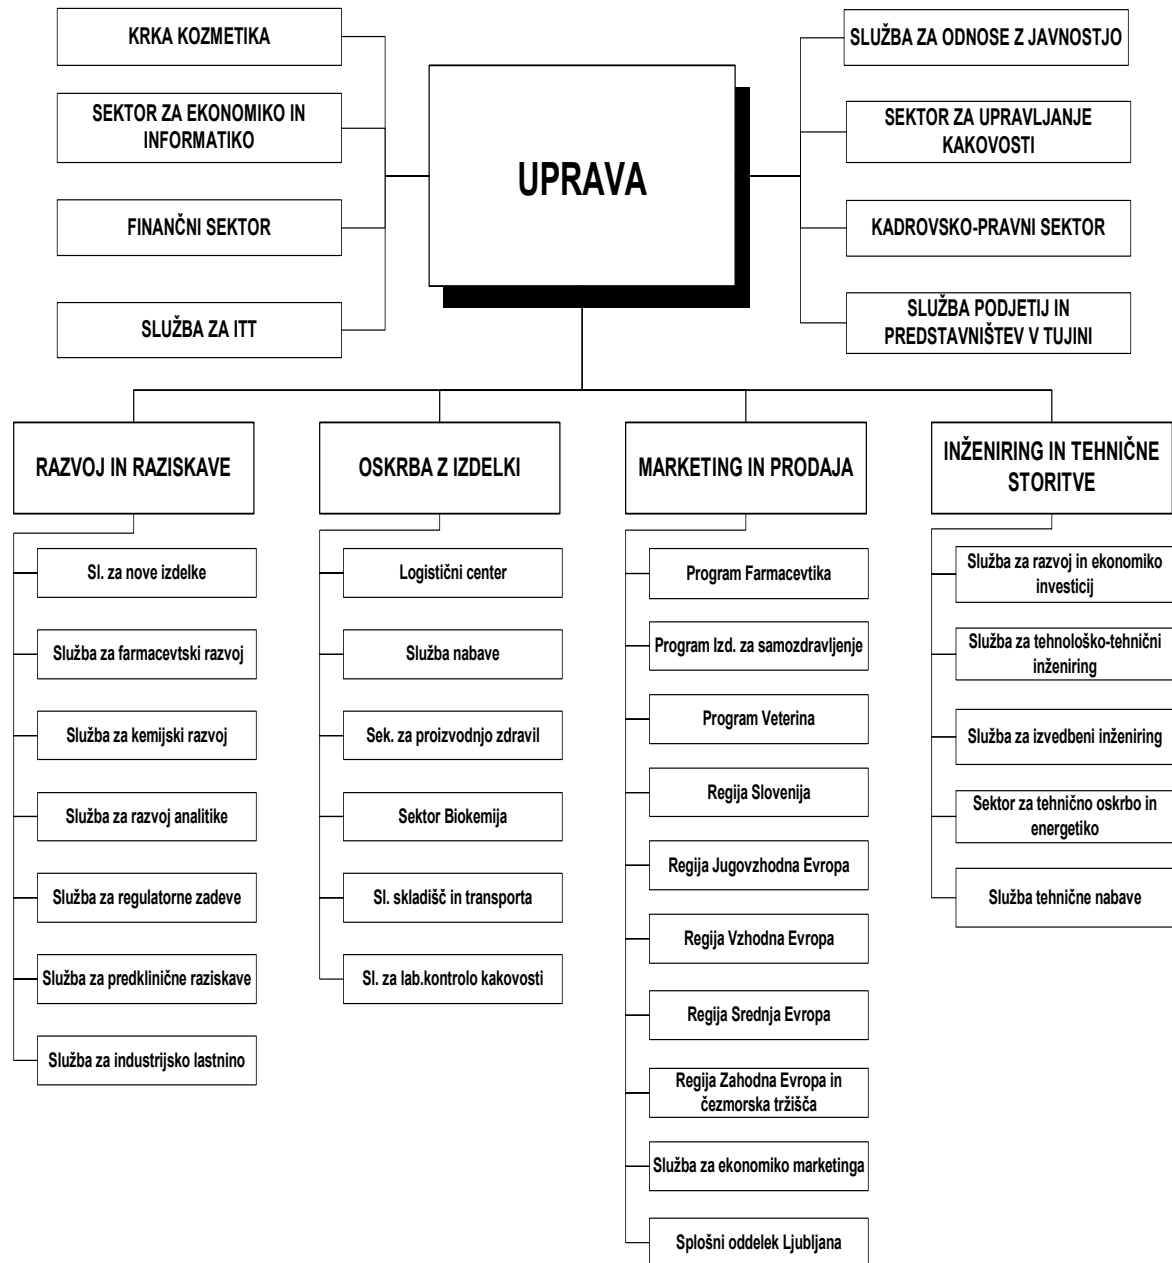 KRKA KOZMETIKA
SEKTOR ZA EKONOMIKO IN
INFORMATIKO
FINANČNI SEKTOR
SLUŽBA ZA ITT
UPRAVA
SLUŽBA ZA ODNOSE Z JAVNOSTJO
SEKTOR ZA UPRAVLJANJE
KAKOVOSTI
KADROVSKO-PRAVNI SEKTOR
SLUŽBA PODJETIJ IN
PREDSTAVNIŠTEV V TUJINI
RAZVOJ IN RAZISKAVE
Sl. za nove izdelke
Služba za farmacevtski razvoj
Služba za kemijski razvoj
Služba za razvoj analitike
Služba za regulatorne zadeve
Služba za predklinične raziskave
Služba za industrijsko lastnino
OSKRBA Z IZDELKI
Logistični center
Služba nabave
Sek. za proizvodnjo zdravil
Sektor Biokemija
Sl. skladišč in transporta
Sl. za lab.kontrolo kakovosti
MARKETING IN PRODAJA
Program Farmacevtika
Program Izd. za samozdravljenje
Program Veterina
Regija Slovenija
Regija Jugovzhodna Evropa
Regija Vzhodna Evropa
Regija Srednja Evropa
Regija Zahodna Evropa in
čezmorska tržišča
Služba za ekonomiko marketinga
Splošni oddelek Ljubljana
INŽENIRING IN TEHNIČNE
STORITVE
Služba za razvoj in ekonomiko
investicij
Služba za tehnološko-tehnični
inženiring
Služba za izvedbeni inženiring
Sektor za tehnično oskrbo in
energetiko
Služba tehnične nabave